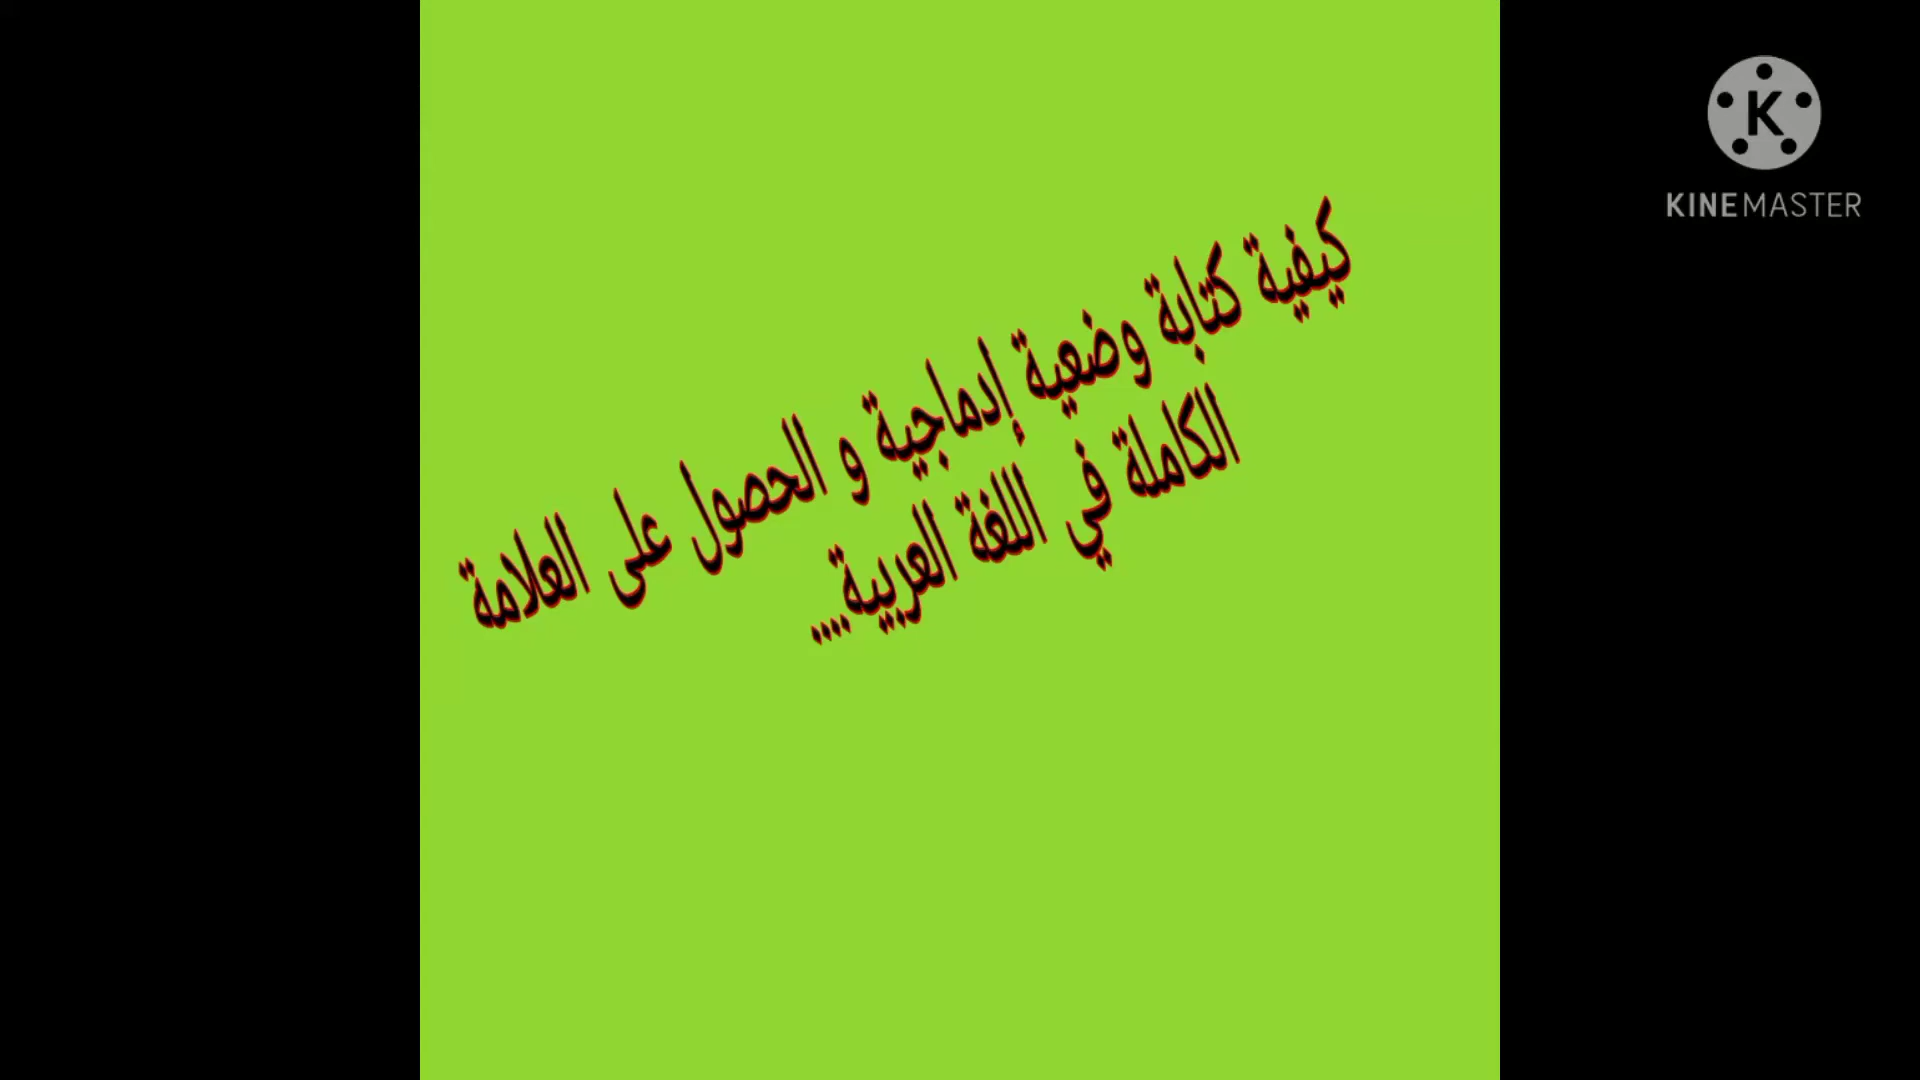 كيفية كتابة وضعية إدماجية و الحصول على العلامة
الكاملة في اللغة العربية....
K
KINEMASTER